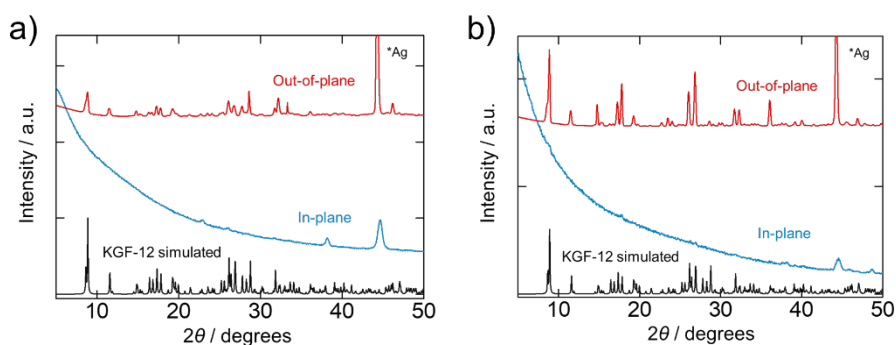 a)
*Ag
Out-of-plane
In-plane
KGF-12 simulated
Intensity / a.u.
10 20 30 40 50
2θ / degrees
b)
*Ag
Out-of-plane
In-plane
KGF-12 simulated
Intensity / a.u.
10 20 30 40 50
2θ / degrees